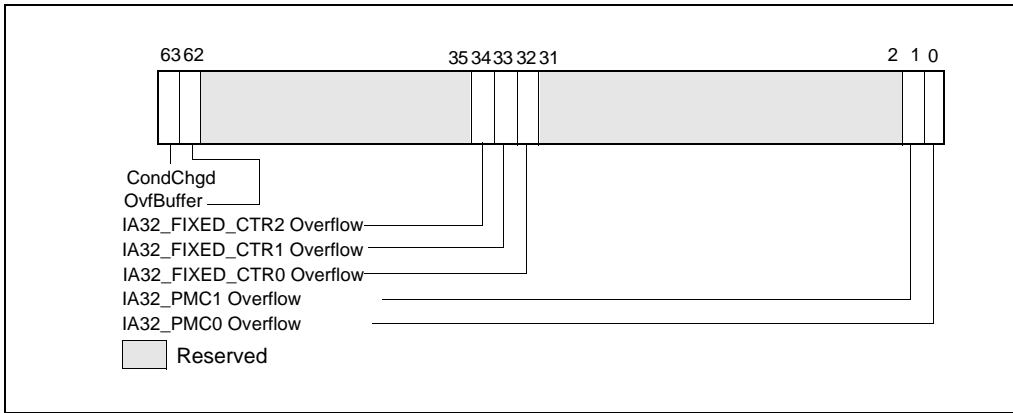 63 62 35 34 33 32 31 2 1 0
CondChgd
OvfBuffer
IA32_FIXED_CTR2 Overflow
IA32_FIXED_CTR1 Overflow
IA32_FIXED_CTR0 Overflow
IA32_PMC1 Overflow
IA32_PMC0 Overflow
Reserved